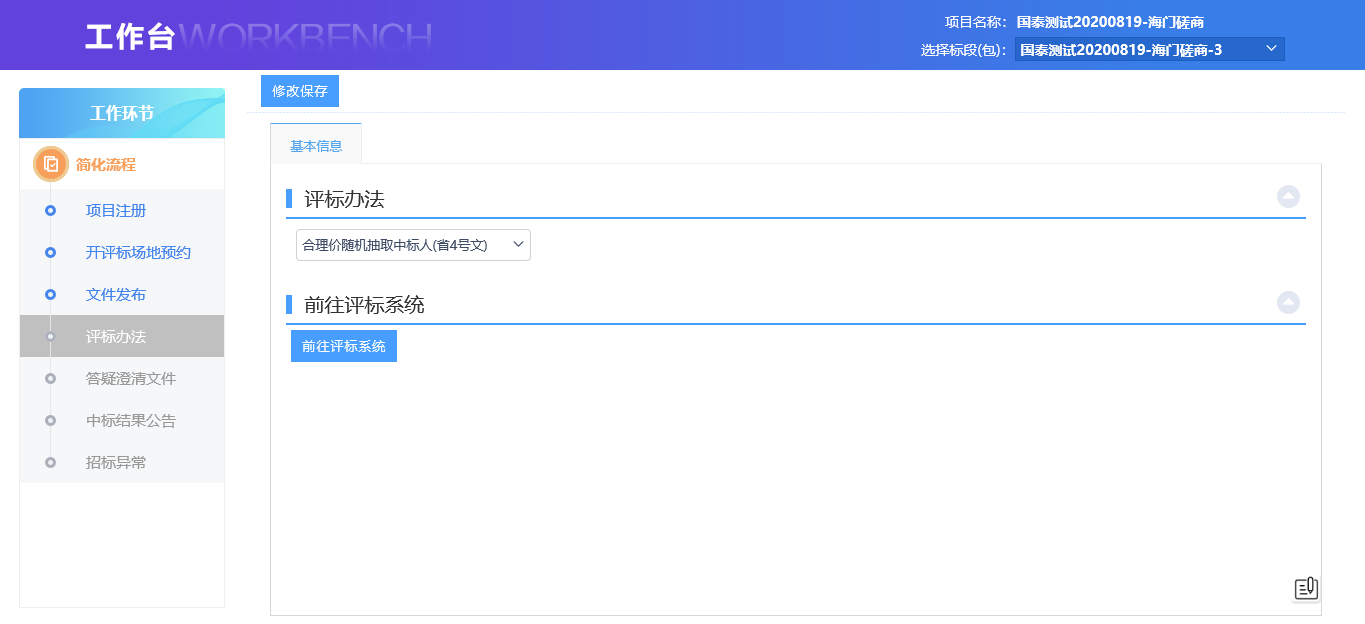 工作台WORKBENCH
项目名称： 国泰测试20200819-海门磋商
选择标段(包)： 国泰测试20200819-海门磋商-3
修改保存
工作环节
简化流程
项目注册
开评标场地预约
文件发布
评标办法
答疑澄清文件
中标结果公告
招标异常
基本信息
评标办法
合理价随机抽取中标人(省4号文)
前往评标系统
前往评标系统